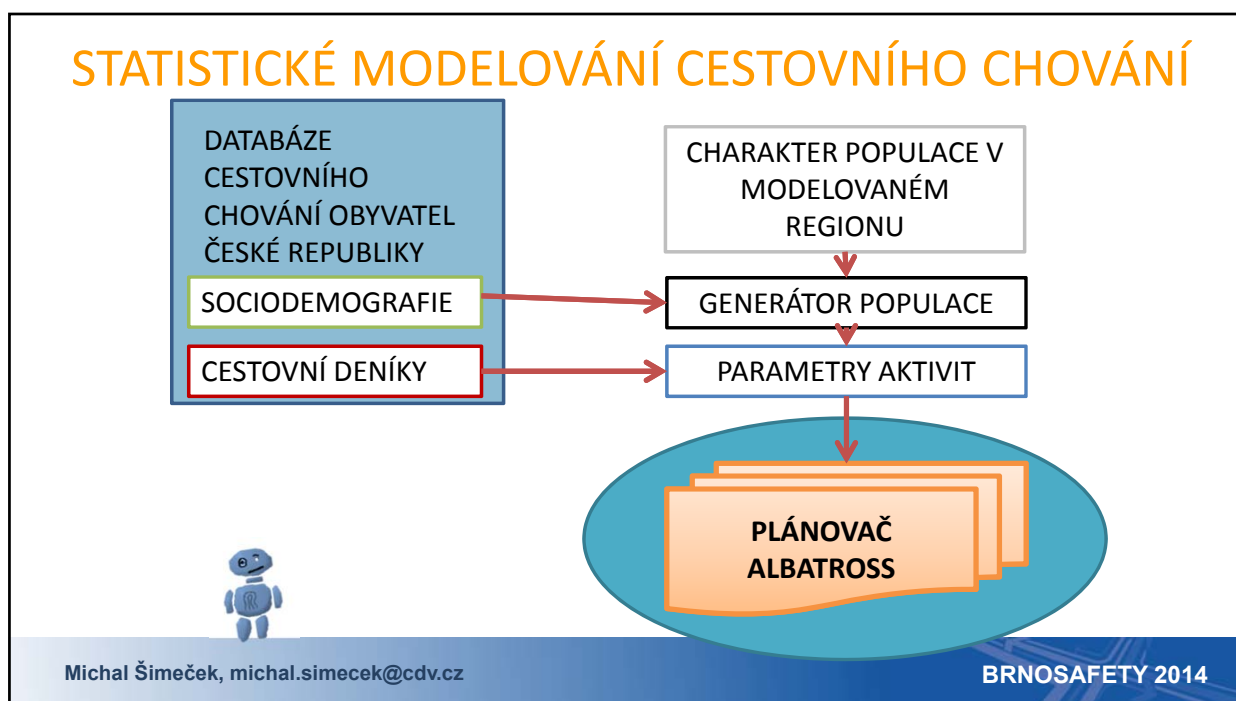 STATISTICKÉ MODELOVÁNÍ CESTOVNÍHO CHOVÁNÍ
DATABÁZE
CESTOVNÍHO
CHOVÁNÍ OBYVATEL
ČESKÉ REPUBLIKY
SOCIODEMOGRAFIE
CESTOVNÍ DENÍKY
CHARAKTER POPULACE V
MODELOVANÉM
REGIONU
GENERÁTOR POPULACE
PARAMETRY AKTIVIT
PLÁNOVAČ
ALBATROSS
Michal Šimeček, michal.simecek@cdv.cz
BRNOSAFETY 2014